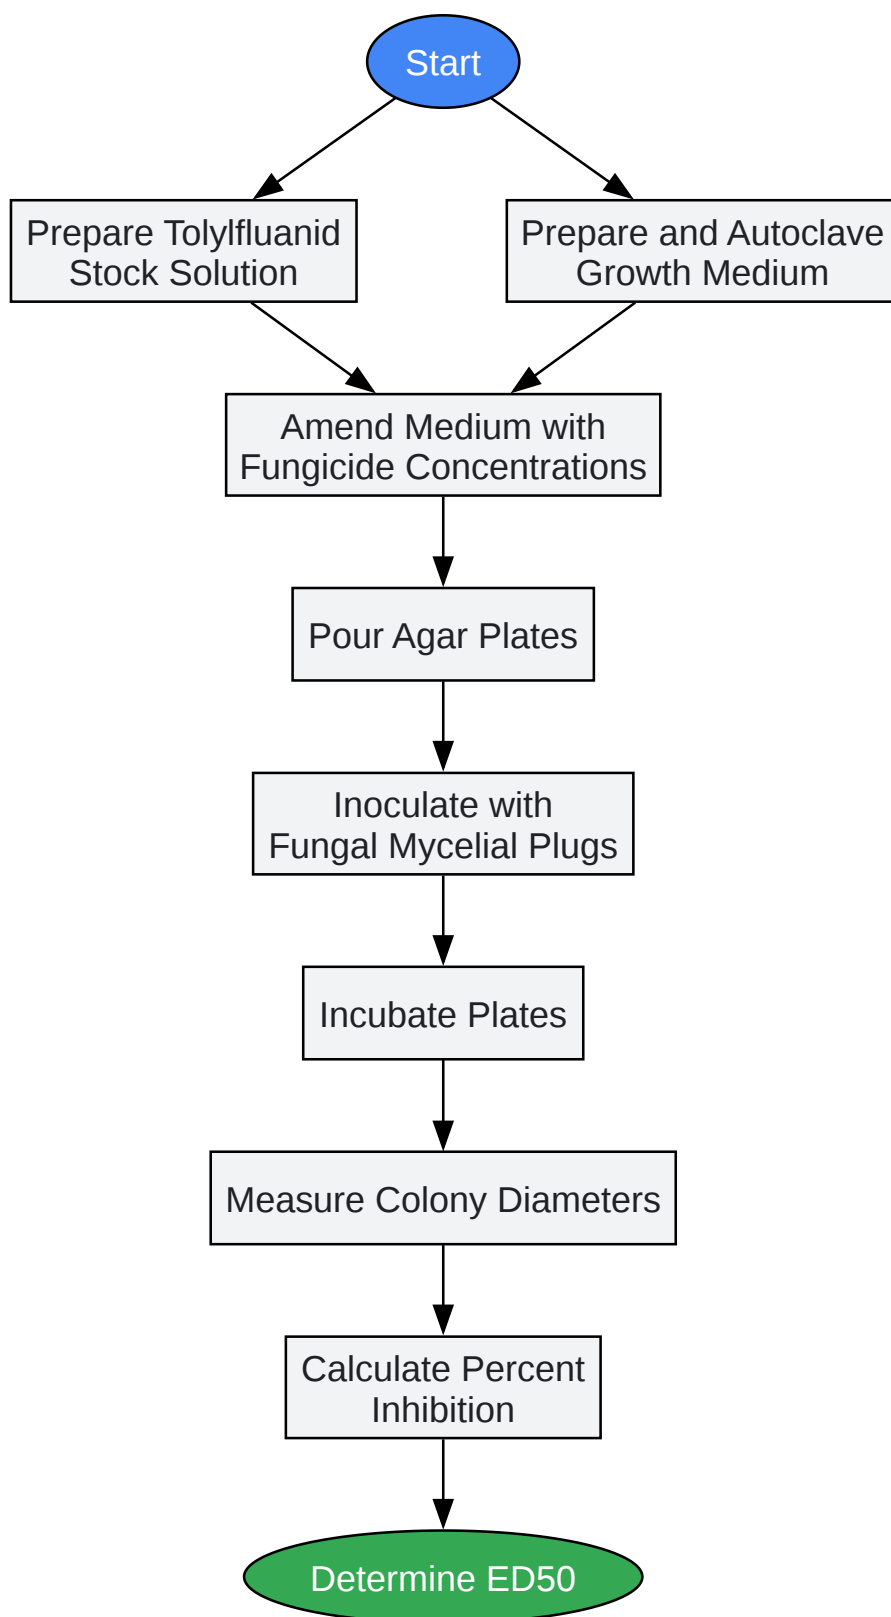 Start
Prepare Tolylfluanid
Stock Solution
Prepare and Autoclave
Growth Medium
Amend Medium with
Fungicide Concentrations
Pour Agar Plates
Inoculate with
Fungal Mycelial Plugs
Incubate Plates
Measure Colony Diameters
Calculate Percent
Inhibition
Determine ED50